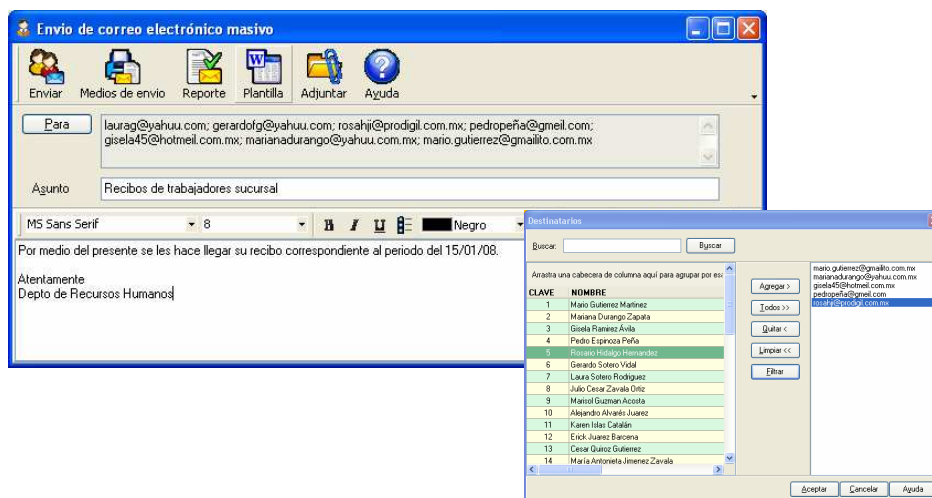 Envio de correo electrónico masivo
Enviar Medios de envio Reporte Plantilla Adjuntar Ayuda
Para
laurag@yahuu.com; gerardofg@yahuu.com; rosahji@prodigil.com.mx; pedropeña@gmeil.com;
gisela45@hotmeil.com.mx; marianadurango@yahuu.com.mx; mario.gutierrez@gmailito.com.mx
Asunto
Recibos de trabajadores sucursal
MS Sans Serif 8 N I U Negro
Por medio del presente se les hace llegar su recibo correspondiente al periodo del 15/01/08.
Atentamente
Depto de Recursos Humanos
Destinatarios
Buscar: Buscar
Arrastra una cabecera de columna aquí para agrupar por esa
CLAVE NOMBRE
1 Mario Gutierrez Martinez
2 Mariana Durango Zapata
3 Gisela Ramirez Ávila
4 Pedro Espinoza Peña
5 Rosario Hidalgo Hernandez
6 Gerardo Sotero Vidal
7 Laura Sotero Rodriguez
8 Julio Cesar Zavala Ortiz
9 Marisol Guzman Acosta
10 Alejandro Alvarés Juarez
11 Karen Islas Catalán
12 Erick Juarez Barcena
13 Cesar Quiroz Gutierrez
14 María Antonieta Jimenez Zavala
Agregar >
Todos >>
Quitar <
Limpiar <<
Filtrar
mario.gutierrez@gmailito.com.mx
marianadurango@yahuu.com.mx
gisela45@hotmeil.com.mx
pedropeña@gmeil.com
rosahji@prodigil.com.mx
Aceptar Cancelar Ayuda